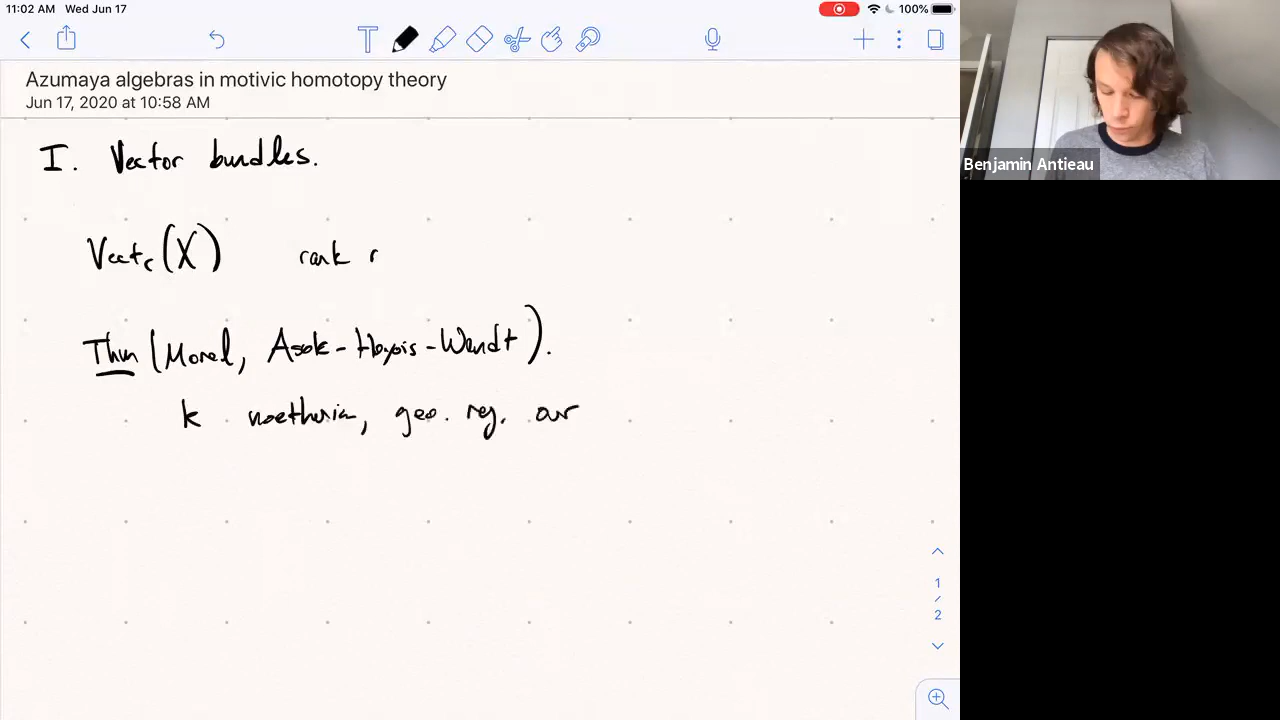 11:02 AM Wed Jun 17
100%
Azumaya algebras in motivic homotopy theory
Jun 17, 2020 at 10:58 AM
Benjamin Antieau
I. Vector bundles.
Vect_r(X) rank r
Thm (Morel, Asok-Hoyois-Wendt).
k noetherian, geo. reg. over
1
/
2